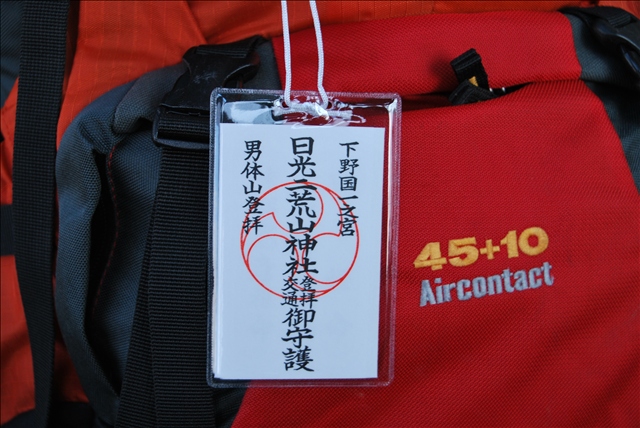 下野国一之宮
日光二荒山神社登拝交通御守護
男体山登拝
45+10
Aircontact